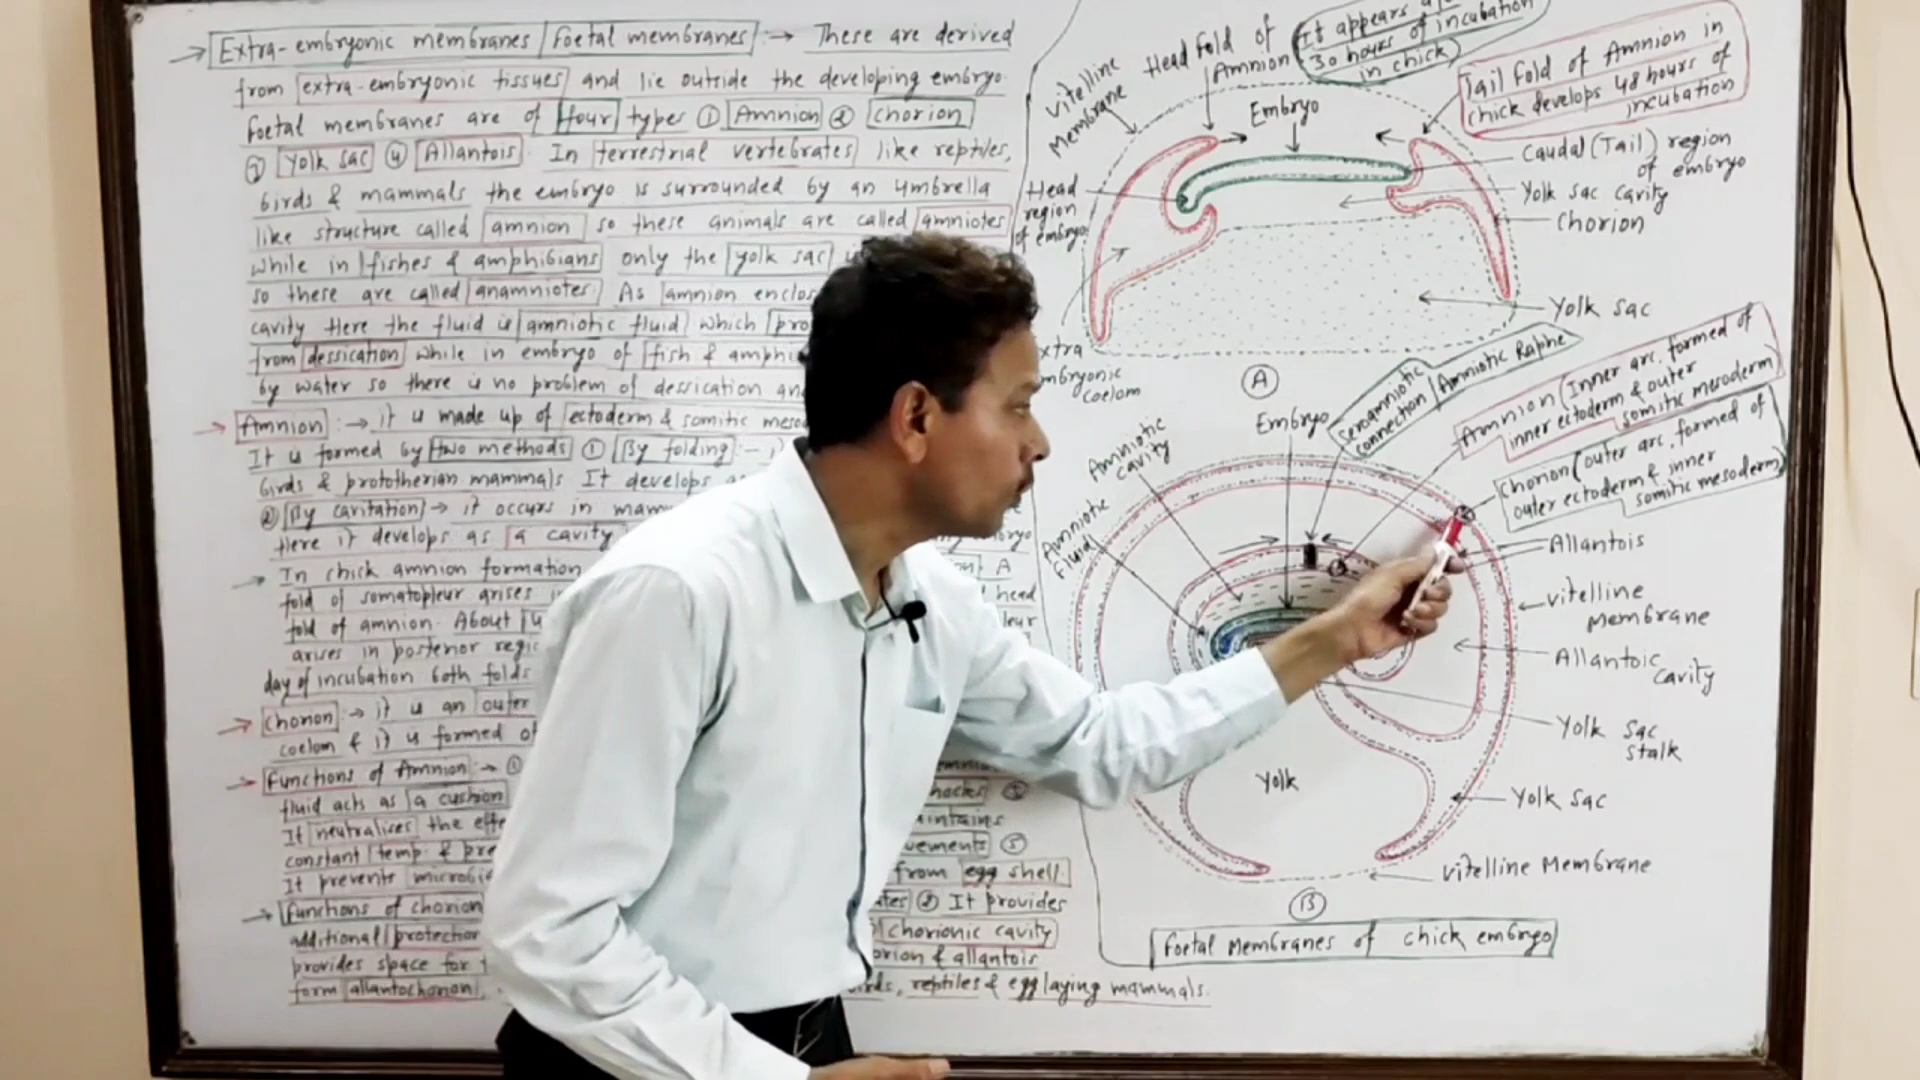 → Extra-embryonic membranes / Foetal membranes :→ These are derived
from extra-embryonic tissues and lie outside the developing embryo.
Foetal membranes are of four types ① Amnion ② chorion
③ Yolk sac ④ Allantois. In terrestrial vertebrates like reptiles,
birds & mammals the embryo is surrounded by an umbrella
like structure called amnion so these animals are called amniotes
while in fishes & amphibians only the yolk sac
so these are called anamniotes. As amnion enclos
cavity Here the fluid is amniotic fluid which pro
from dessication while in embryo of fish & amphi
by water so there is no problem of dessication and
→ Amnion :→ it is made up of ectoderm & somitic meso
It is formed by two methods ① By folding :-
birds & prototherian mammals It develops as
② By cavitation → it occurs in mam
Here it develops as a cavity
→ In chick amnion formation
fold of somatopleur arises
fold of amnion. About
arises in posterior regi
day of incubation both folds
→ chorion :→ it is an outer
coelom & it is formed of
→ Functions of Amnion :→ ①
fluid acts as a cushion
It neutralises the effe
constant temp. & pre
It prevents microbi
→ Functions of chorion
additional protection
provides space for
form allantochorion,
A
head
leur
hocks
aintains
vements ⑤
from egg shell.
② It provides
chorionic cavity
orion & allantois
rds, reptiles & egg laying mammals.
vitelline
Membrane
Head fold of
Amnion
It appears
30 hours of incubation
in chick)
Embryo
Tail fold of Amnion in
chick develops 48 hours of
incubation
Caudal (Tail) region
of embryo
Yolk sac cavity
Chorion
Head
region
of embryo
Yolk sac
xtra
mbryonic
coelom
A
Embryo
Seroamniotic
connection / Amniotic Raphe
Amnion (Inner arc, formed of
inner ectoderm & outer
somitic mesoderm)
Chorion (outer arc, formed of
outer ectoderm & inner
somitic mesoderm)
Amniotic
cavity
Amniotic
fluid
Allantois
vitelline
Membrane
Allantoic
cavity
Yolk Sac
stalk
Yolk
Yolk Sac
vitelline Membrane
B
Foetal Membranes of chick embryo